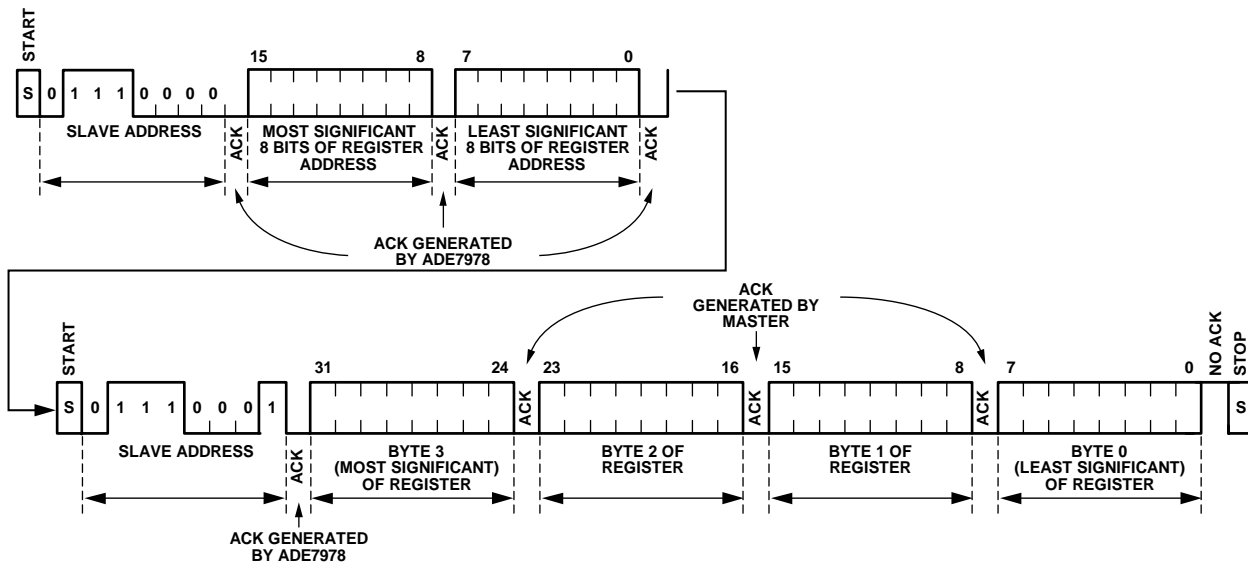 START
15 8 7 0
S 0 1 1 1 0 0 0 0
SLAVE ADDRESS
ACK
MOST SIGNIFICANT
8 BITS OF REGISTER
ADDRESS
ACK
LEAST SIGNIFICANT
8 BITS OF REGISTER
ADDRESS
ACK
ACK GENERATED
BY ADE7978
ACK
GENERATED BY
MASTER
START
31 24 23 16 15 8 7 0
NO ACK
STOP
S 0 1 1 1 0 0 0 1
S
SLAVE ADDRESS
ACK
BYTE 3
(MOST SIGNIFICANT)
OF REGISTER
ACK
BYTE 2 OF
REGISTER
ACK
BYTE 1 OF
REGISTER
ACK
BYTE 0
(LEAST SIGNIFICANT)
OF REGISTER
ACK GENERATED
BY ADE7978